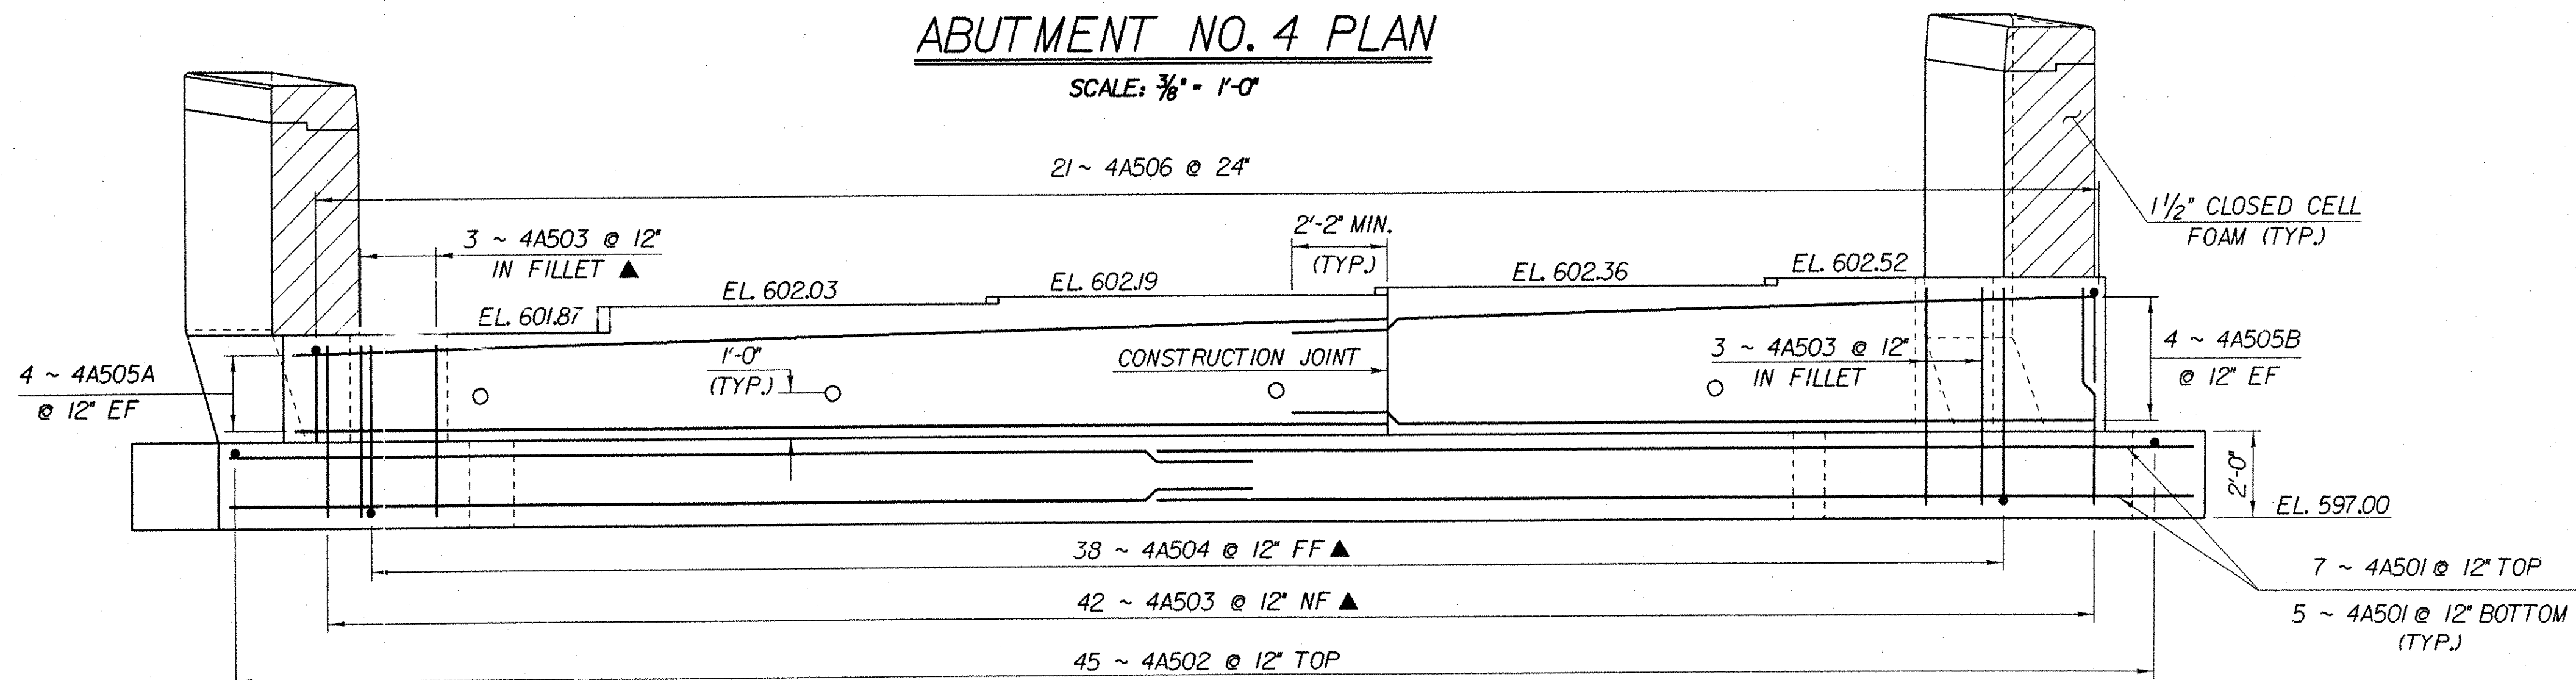 ABUTMENT NO. 4 PLAN
SCALE: 3/8" = 1'-0"
21 ~ 4A506 @ 24"
1 1/2" CLOSED CELL
FOAM (TYP.)
3 ~ 4A503 @ 12"
IN FILLET ▲
2'-2" MIN.
(TYP.)
EL. 601.87
EL. 602.03
EL. 602.19
EL. 602.36
EL. 602.52
4 ~ 4A505A
@ 12" EF
1'-0"
(TYP.)
CONSTRUCTION JOINT
3 ~ 4A503 @ 12"
IN FILLET
4 ~ 4A505B
@ 12" EF
2'-0"
EL. 597.00
38 ~ 4A504 @ 12" FF ▲
42 ~ 4A503 @ 12" NF ▲
45 ~ 4A502 @ 12" TOP
7 ~ 4A501 @ 12" TOP
5 ~ 4A501 @ 12" BOTTOM
(TYP.)